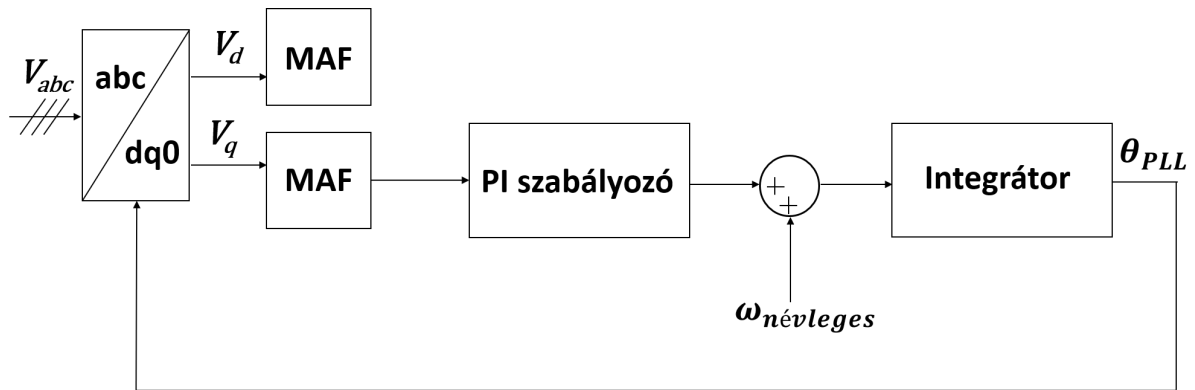 V_abc
abc
dq0
V_d
MAF
V_q
MAF
PI szabályozó
+
+
ω_névleges
Integrátor
θ_PLL